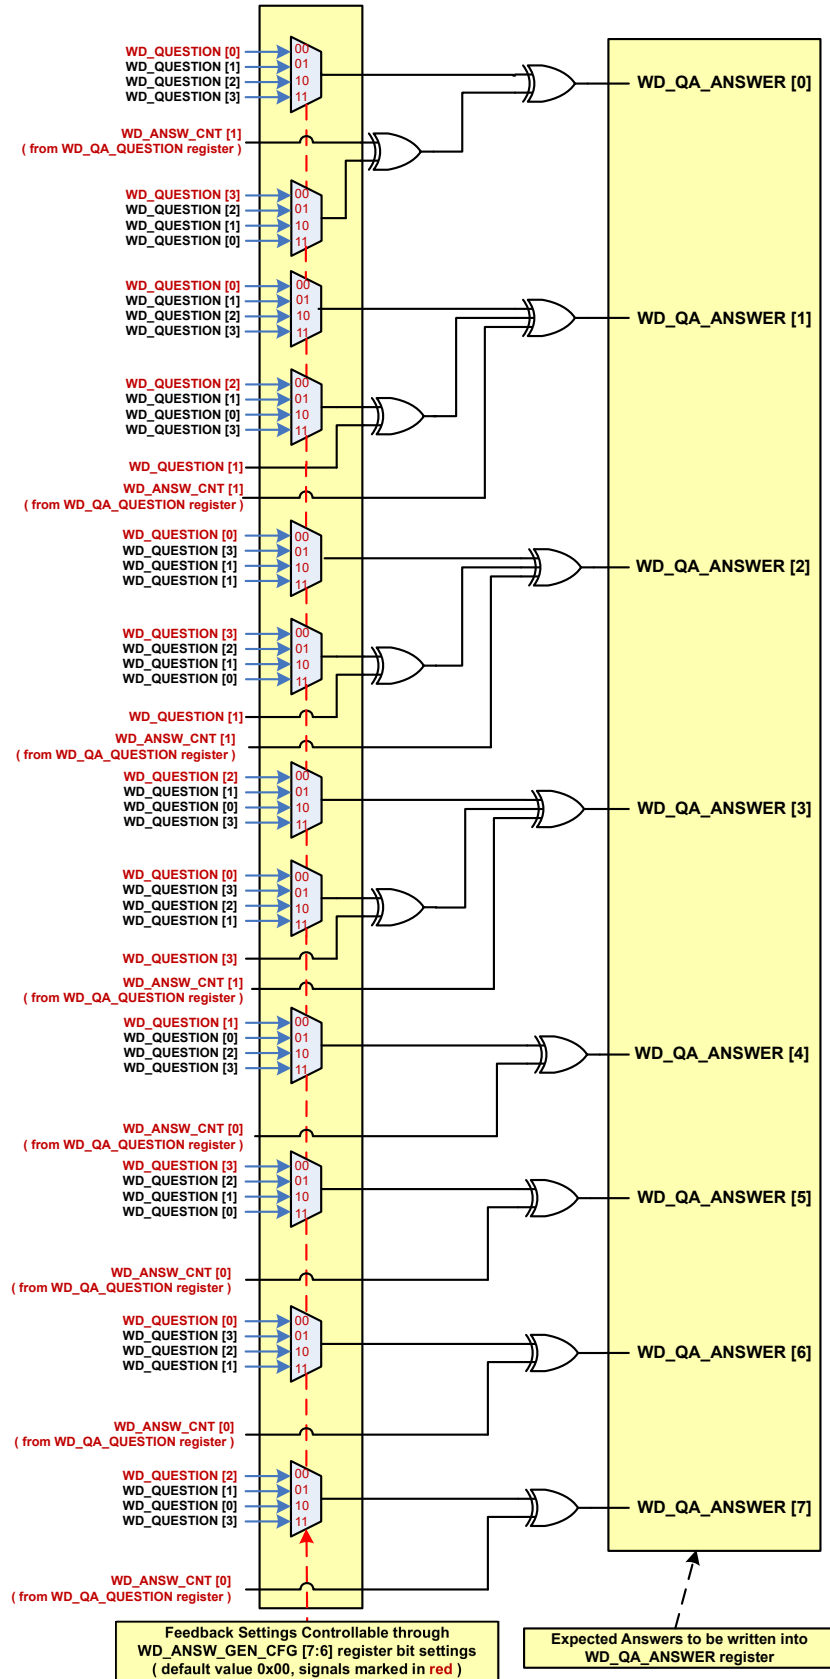 WD_QUESTION [0]
WD_QUESTION [1]
WD_QUESTION [2]
WD_QUESTION [3]
00
01
10
11
WD_QA_ANSWER [0]
WD_ANSW_CNT [1]
( from WD_QA_QUESTION register )
WD_QUESTION [3]
WD_QUESTION [2]
WD_QUESTION [1]
WD_QUESTION [0]
00
01
10
11
WD_QUESTION [0]
WD_QUESTION [1]
WD_QUESTION [2]
WD_QUESTION [3]
00
01
10
11
WD_QA_ANSWER [1]
WD_QUESTION [2]
WD_QUESTION [1]
WD_QUESTION [0]
WD_QUESTION [3]
00
01
10
11
WD_QUESTION [1]
WD_ANSW_CNT [1]
( from WD_QA_QUESTION register )
WD_QUESTION [0]
WD_QUESTION [3]
WD_QUESTION [1]
WD_QUESTION [1]
00
01
10
11
WD_QA_ANSWER [2]
WD_QUESTION [3]
WD_QUESTION [2]
WD_QUESTION [1]
WD_QUESTION [0]
00
01
10
11
WD_QUESTION [1]
WD_ANSW_CNT [1]
( from WD_QA_QUESTION register )
WD_QUESTION [2]
WD_QUESTION [1]
WD_QUESTION [0]
WD_QUESTION [3]
00
01
10
11
WD_QA_ANSWER [3]
WD_QUESTION [0]
WD_QUESTION [3]
WD_QUESTION [2]
WD_QUESTION [1]
00
01
10
11
WD_QUESTION [3]
WD_ANSW_CNT [1]
( from WD_QA_QUESTION register )
WD_QUESTION [1]
WD_QUESTION [0]
WD_QUESTION [2]
WD_QUESTION [3]
00
01
10
11
WD_QA_ANSWER [4]
WD_ANSW_CNT [0]
( from WD_QA_QUESTION register )
WD_QUESTION [3]
WD_QUESTION [2]
WD_QUESTION [1]
WD_QUESTION [0]
00
01
10
11
WD_QA_ANSWER [5]
WD_ANSW_CNT [0]
( from WD_QA_QUESTION register )
WD_QUESTION [0]
WD_QUESTION [3]
WD_QUESTION [2]
WD_QUESTION [1]
00
01
10
11
WD_QA_ANSWER [6]
WD_ANSW_CNT [0]
( from WD_QA_QUESTION register )
WD_QUESTION [2]
WD_QUESTION [1]
WD_QUESTION [0]
WD_QUESTION [3]
00
01
10
11
WD_QA_ANSWER [7]
WD_ANSW_CNT [0]
( from WD_QA_QUESTION register )
Feedback Settings Controllable through
WD_ANSW_GEN_CFG [7:6] register bit settings
( default value 0x00, signals marked in red )
Expected Answers to be written into
WD_QA_ANSWER register